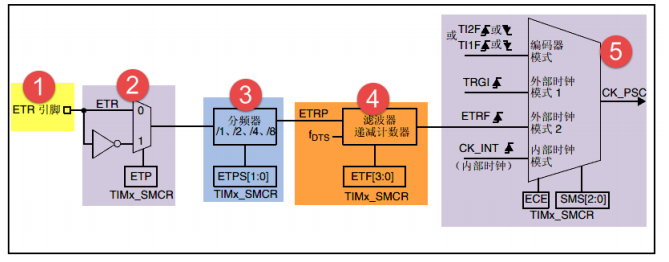 1
ETR 引脚
2
ETR
0
1
ETP
TIMx_SMCR
3
分频器
/1、/2、/4、/8
ETPS[1:0]
TIMx_SMCR
ETRP
4
滤波器
递减计数器
fDTS
ETF[3:0]
TIMx_SMCR
5
或 TI2F 或
TI1F 或
编码器
模式
TRGI
外部时钟
模式 1
ETRF
外部时钟
模式 2
CK_INT
(内部时钟)
内部时钟
模式
CK_PSC
ECE
SMS[2:0]
TIMx_SMCR